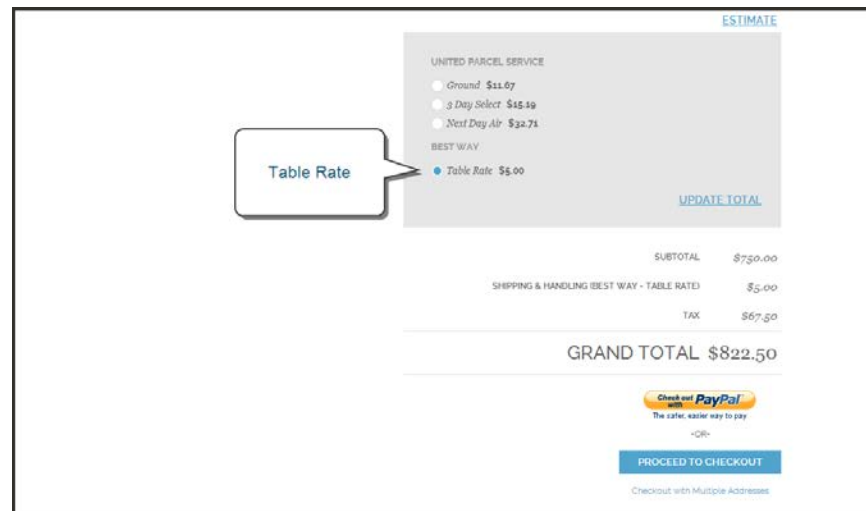 ESTIMATE
UNITED PARCEL SERVICE
Ground $11.67
3 Day Select $15.19
Next Day Air $32.71
BEST WAY
Table Rate
Table Rate $5.00
UPDATE TOTAL
SUBTOTAL $750.00
SHIPPING & HANDLING (BEST WAY - TABLE RATE) $5.00
TAX $67.50
GRAND TOTAL $822.50
Check out with PayPal
The safer, easier way to pay
-OR-
PROCEED TO CHECKOUT
Checkout with Multiple Addresses